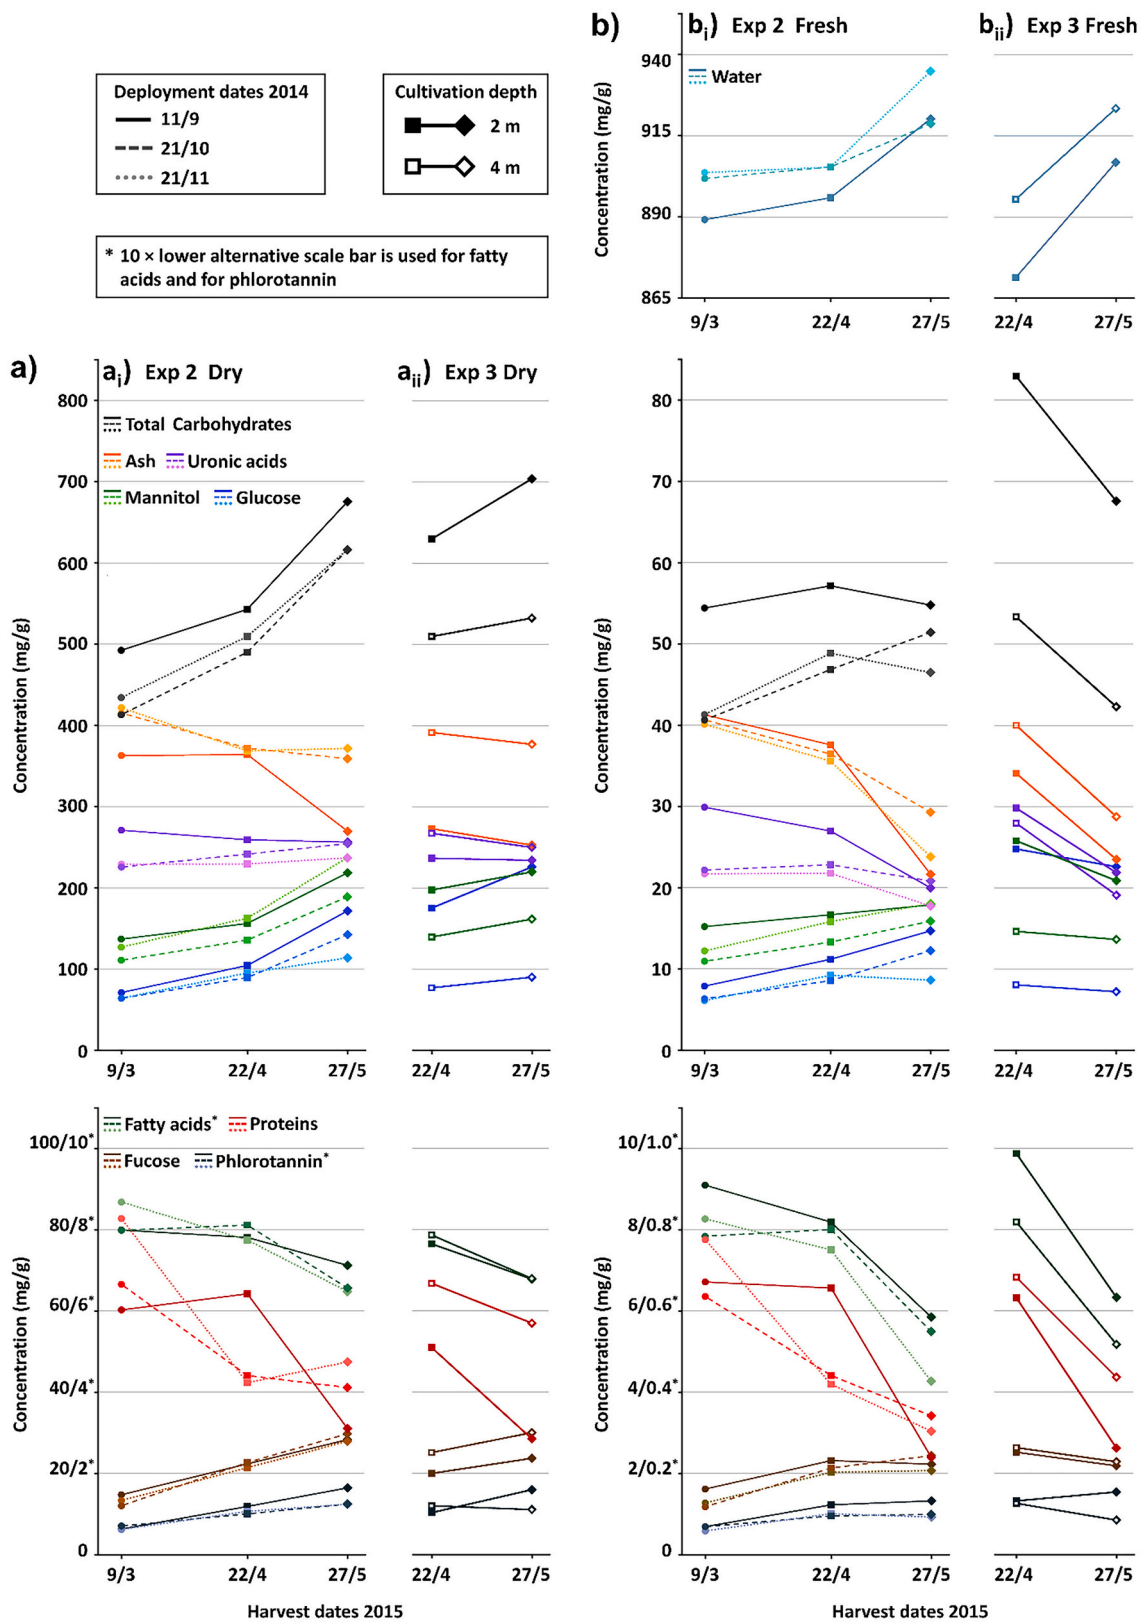 b) bi) Exp 2 Fresh bii) Exp 3 Fresh
Deployment dates 2014
11/9
21/10
21/11
Cultivation depth
2 m
4 m
* 10 × lower alternative scale bar is used for fatty
acids and for phlorotannin
Concentration (mg/g)
940
915
890
865
Water
9/3 22/4 27/5 22/4 27/5
a) ai) Exp 2 Dry aii) Exp 3 Dry
Total Carbohydrates
Ash Uronic acids
Mannitol Glucose
Concentration (mg/g)
800
700
600
500
400
300
200
100
0
9/3 22/4 27/5 22/4 27/5
Concentration (mg/g)
80
70
60
50
40
30
20
10
0
9/3 22/4 27/5 22/4 27/5
Fatty acids* Proteins
Fucose Phlorotannin*
Concentration (mg/g)
100/10*
80/8*
60/6*
40/4*
20/2*
0
9/3 22/4 27/5 22/4 27/5
Harvest dates 2015
Concentration (mg/g)
10/1.0*
8/0.8*
6/0.6*
4/0.4*
2/0.2*
0
9/3 22/4 27/5 22/4 27/5
Harvest dates 2015